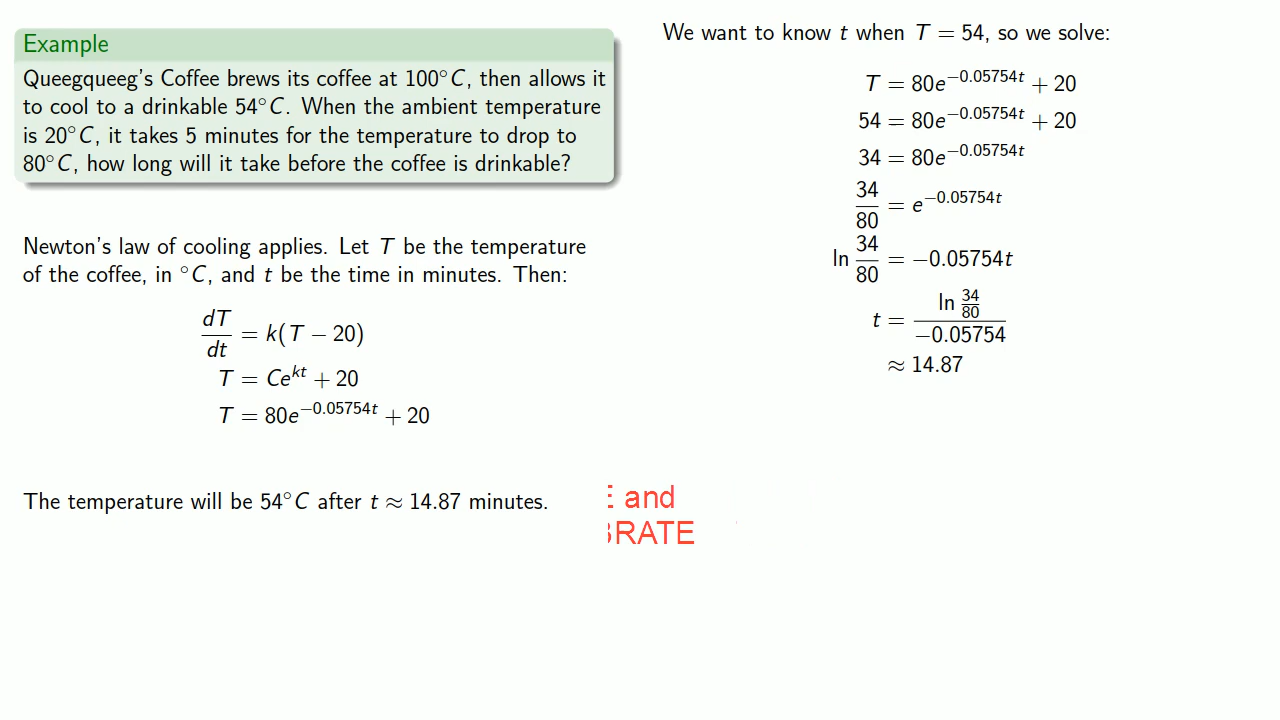 Example
Queegqueeg's Coffee brews its coffee at 100°C, then allows it
to cool to a drinkable 54°C. When the ambient temperature
is 20°C, it takes 5 minutes for the temperature to drop to
80°C, how long will it take before the coffee is drinkable?
Newton's law of cooling applies. Let T be the temperature
of the coffee, in °C, and t be the time in minutes. Then:
dT/dt = k(T − 20)
T = Ce^{kt} + 20
T = 80e^{−0.05754t} + 20
The temperature will be 54°C after t ≈ 14.87 minutes.
We want to know t when T = 54, so we solve:
T = 80e^{−0.05754t} + 20
54 = 80e^{−0.05754t} + 20
34 = 80e^{−0.05754t}
34/80 = e^{−0.05754t}
ln 34/80 = −0.05754t
t = ln 34/80 / −0.05754
≈ 14.87
and